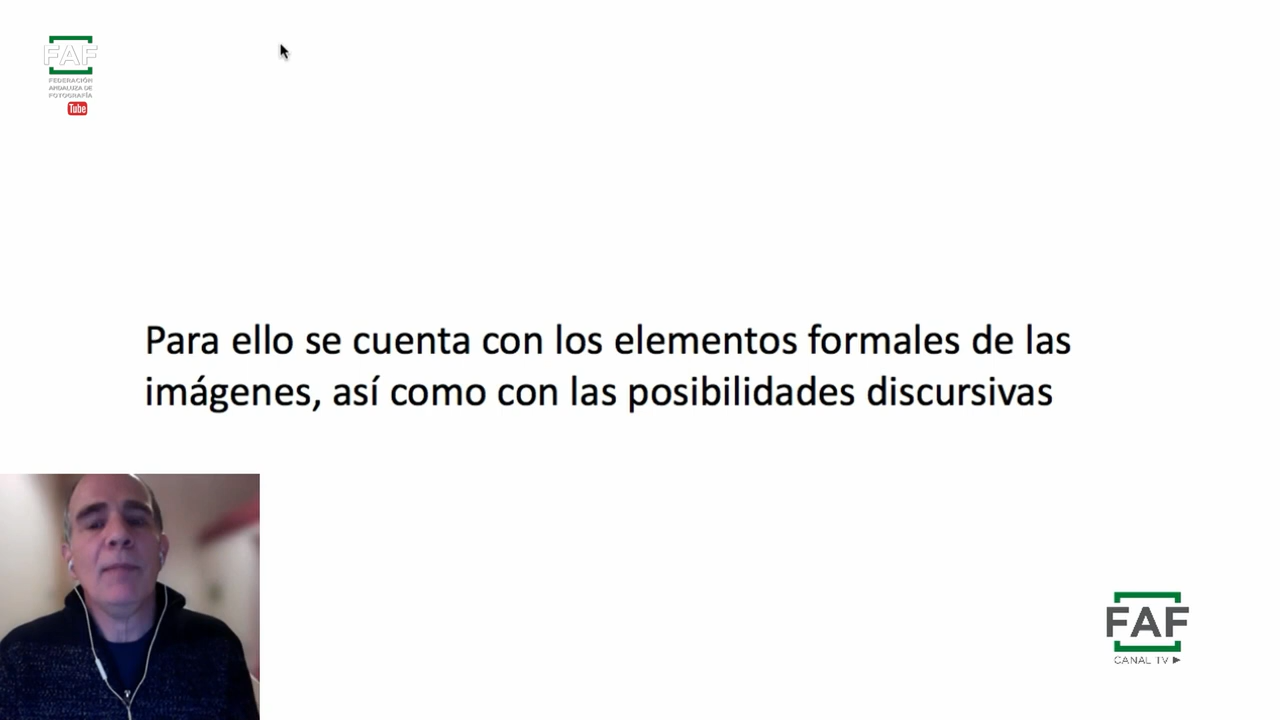 FAF
FEDERACIÓN
ANDALUZA DE
FOTOGRAFÍA
Tube
Para ello se cuenta con los elementos formales de las
imágenes, así como con las posibilidades discursivas
FAF
CANAL TV